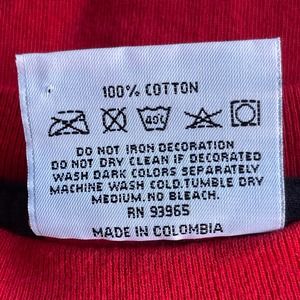 100% COTTON
40C
DO NOT IRON DECORATION
DO NOT DRY CLEAN IF DECORATED
WASH DARK COLORS SEPARATELY
MACHINE WASH COLD.TUMBLE DRY
MEDIUM.NO BLEACH.
RN 93965
MADE IN COLOMBIA